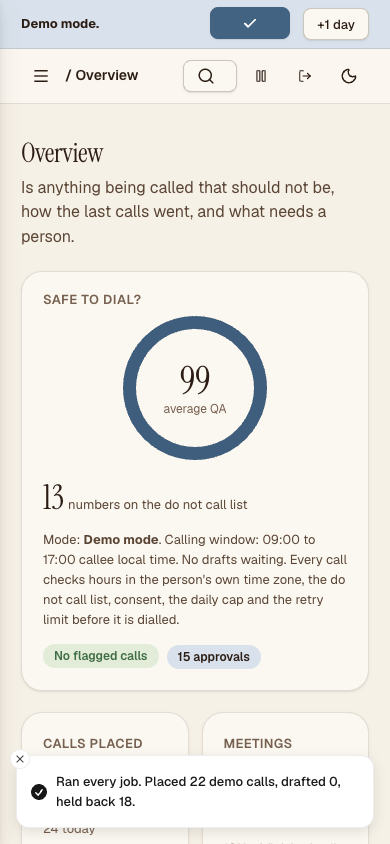 Demo mode.
+1 day
/ Overview
Overview
Is anything being called that should not be,
how the last calls went, and what needs a
person.
SAFE TO DIAL?
99
average QA
13 numbers on the do not call list
Mode: Demo mode. Calling window: 09:00 to
17:00 callee local time. No drafts waiting. Every call
checks hours in the person's own time zone, the do
not call list, consent, the daily cap and the retry
limit before it is dialled.
No flagged calls
15 approvals
CALLS PLACED
MEETINGS
Ran every job. Placed 22 demo calls, drafted 0,
held back 18.
24 today